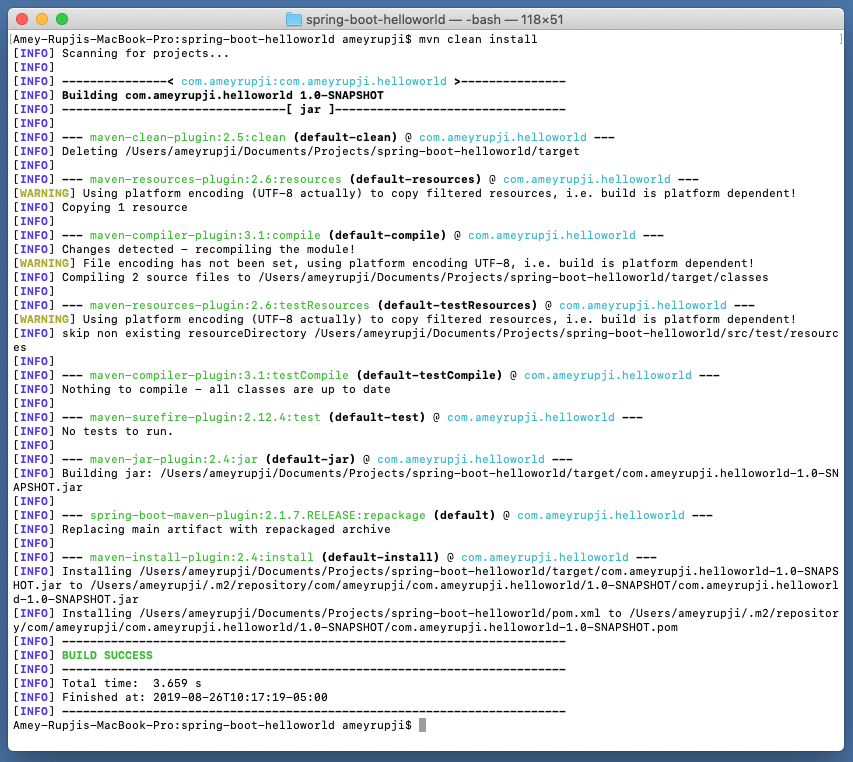 spring-boot-helloworld — -bash — 118×51
[Amey-Rupjis-MacBook-Pro:spring-boot-helloworld ameyrupji$ mvn clean install ]
[INFO] Scanning for projects...
[INFO]
[INFO] ---------------< com.ameyrupji:com.ameyrupji.helloworld >---------------
[INFO] Building com.ameyrupji.helloworld 1.0-SNAPSHOT
[INFO] --------------------------------[ jar ]---------------------------------
[INFO]
[INFO] --- maven-clean-plugin:2.5:clean (default-clean) @ com.ameyrupji.helloworld ---
[INFO] Deleting /Users/ameyrupji/Documents/Projects/spring-boot-helloworld/target
[INFO]
[INFO] --- maven-resources-plugin:2.6:resources (default-resources) @ com.ameyrupji.helloworld ---
[WARNING] Using platform encoding (UTF-8 actually) to copy filtered resources, i.e. build is platform dependent!
[INFO] Copying 1 resource
[INFO]
[INFO] --- maven-compiler-plugin:3.1:compile (default-compile) @ com.ameyrupji.helloworld ---
[INFO] Changes detected - recompiling the module!
[WARNING] File encoding has not been set, using platform encoding UTF-8, i.e. build is platform dependent!
[INFO] Compiling 2 source files to /Users/ameyrupji/Documents/Projects/spring-boot-helloworld/target/classes
[INFO]
[INFO] --- maven-resources-plugin:2.6:testResources (default-testResources) @ com.ameyrupji.helloworld ---
[WARNING] Using platform encoding (UTF-8 actually) to copy filtered resources, i.e. build is platform dependent!
[INFO] skip non existing resourceDirectory /Users/ameyrupji/Documents/Projects/spring-boot-helloworld/src/test/resourc
es
[INFO]
[INFO] --- maven-compiler-plugin:3.1:testCompile (default-testCompile) @ com.ameyrupji.helloworld ---
[INFO] Nothing to compile - all classes are up to date
[INFO]
[INFO] --- maven-surefire-plugin:2.12.4:test (default-test) @ com.ameyrupji.helloworld ---
[INFO] No tests to run.
[INFO]
[INFO] --- maven-jar-plugin:2.4:jar (default-jar) @ com.ameyrupji.helloworld ---
[INFO] Building jar: /Users/ameyrupji/Documents/Projects/spring-boot-helloworld/target/com.ameyrupji.helloworld-1.0-SN
APSHOT.jar
[INFO]
[INFO] --- spring-boot-maven-plugin:2.1.7.RELEASE:repackage (default) @ com.ameyrupji.helloworld ---
[INFO] Replacing main artifact with repackaged archive
[INFO]
[INFO] --- maven-install-plugin:2.4:install (default-install) @ com.ameyrupji.helloworld ---
[INFO] Installing /Users/ameyrupji/Documents/Projects/spring-boot-helloworld/target/com.ameyrupji.helloworld-1.0-SNAPS
HOT.jar to /Users/ameyrupji/.m2/repository/com/ameyrupji/com.ameyrupji.helloworld/1.0-SNAPSHOT/com.ameyrupji.helloworl
d-1.0-SNAPSHOT.jar
[INFO] Installing /Users/ameyrupji/Documents/Projects/spring-boot-helloworld/pom.xml to /Users/ameyrupji/.m2/repositor
y/com/ameyrupji/com.ameyrupji.helloworld/1.0-SNAPSHOT/com.ameyrupji.helloworld-1.0-SNAPSHOT.pom
[INFO] ------------------------------------------------------------------------
[INFO] BUILD SUCCESS
[INFO] ------------------------------------------------------------------------
[INFO] Total time:  3.659 s
[INFO] Finished at: 2019-08-26T10:17:19-05:00
[INFO] ------------------------------------------------------------------------
Amey-Rupjis-MacBook-Pro:spring-boot-helloworld ameyrupji$